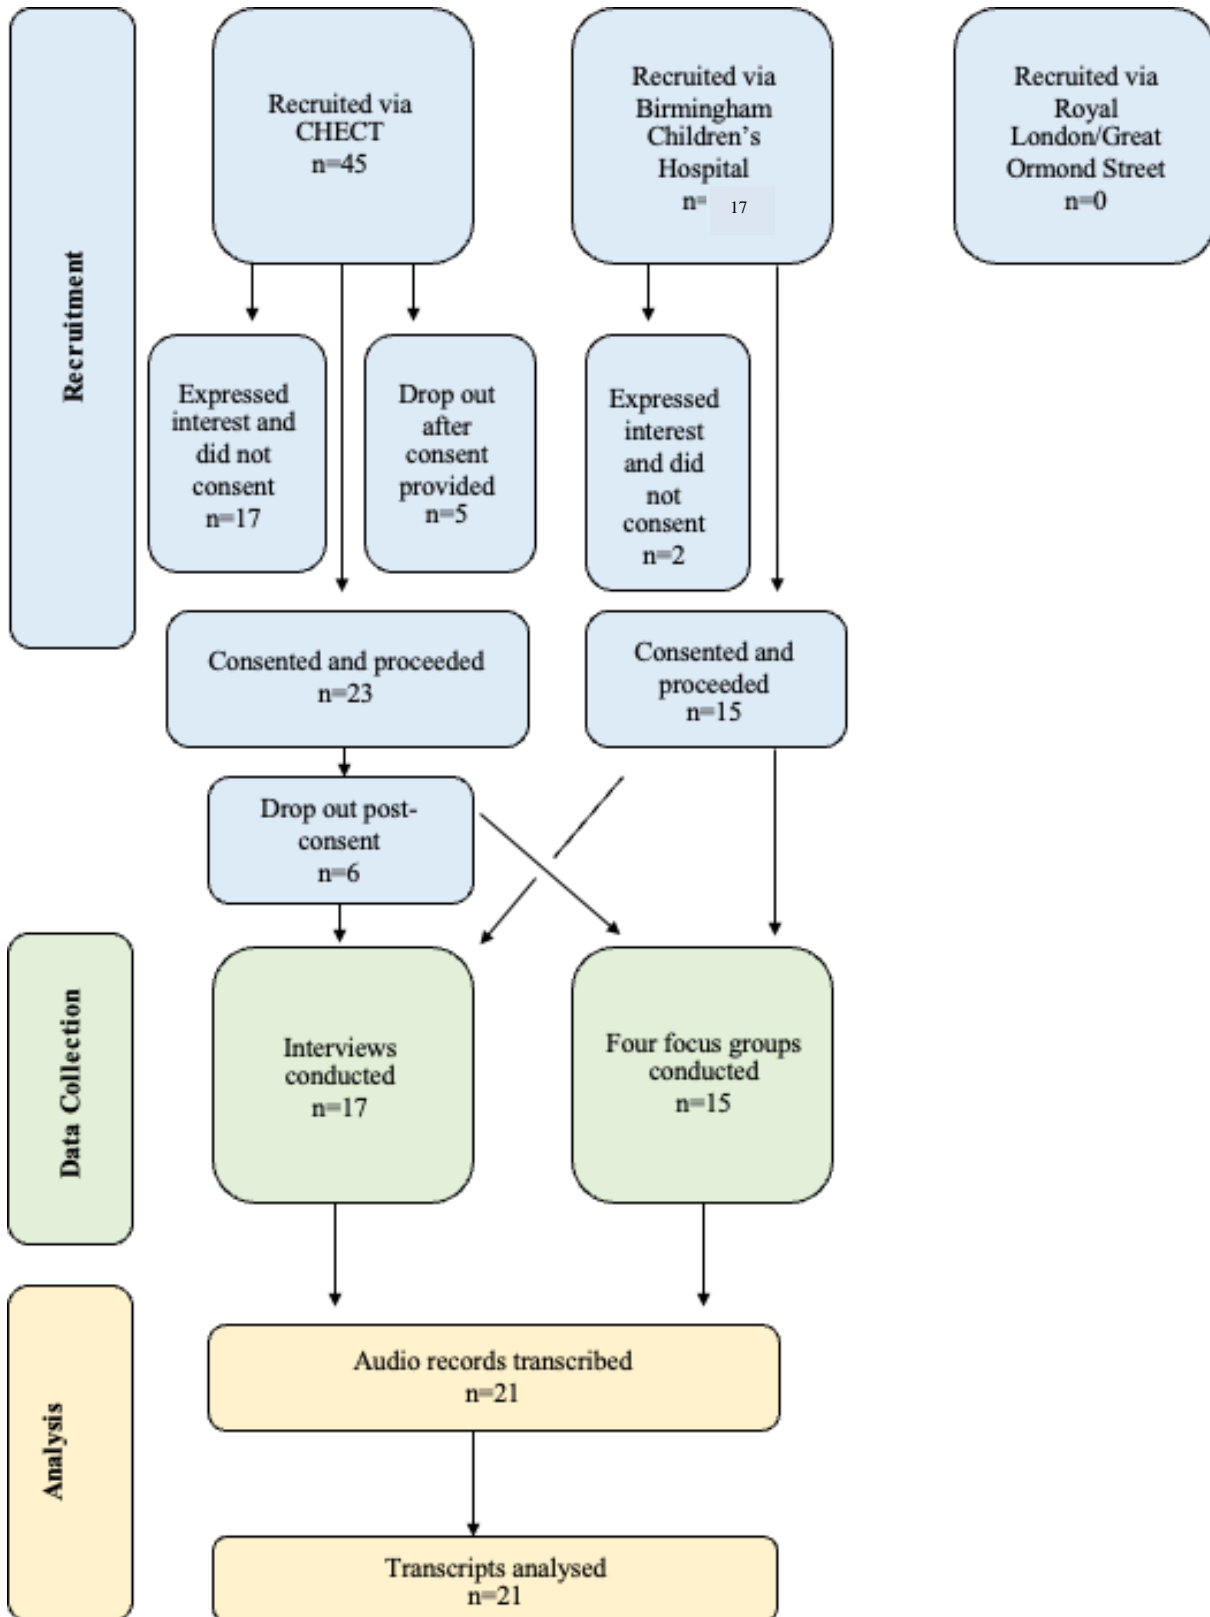 Recruitment
Recruited via
CHECT
n=45
Recruited via
Birmingham
Children's
Hospital
n= 17
Recruited via
Royal
London/Great
Ormond Street
n=0
Expressed
interest and
did not
consent
n=17
Drop out
after
consent
provided
n=5
Expressed
interest
and did
not
consent
n=2
Consented and proceeded
n=23
Consented and
proceeded
n=15
Drop out post-
consent
n=6
Data Collection
Interviews
conducted
n=17
Four focus groups
conducted
n=15
Analysis
Audio records transcribed
n=21
Transcripts analysed
n=21